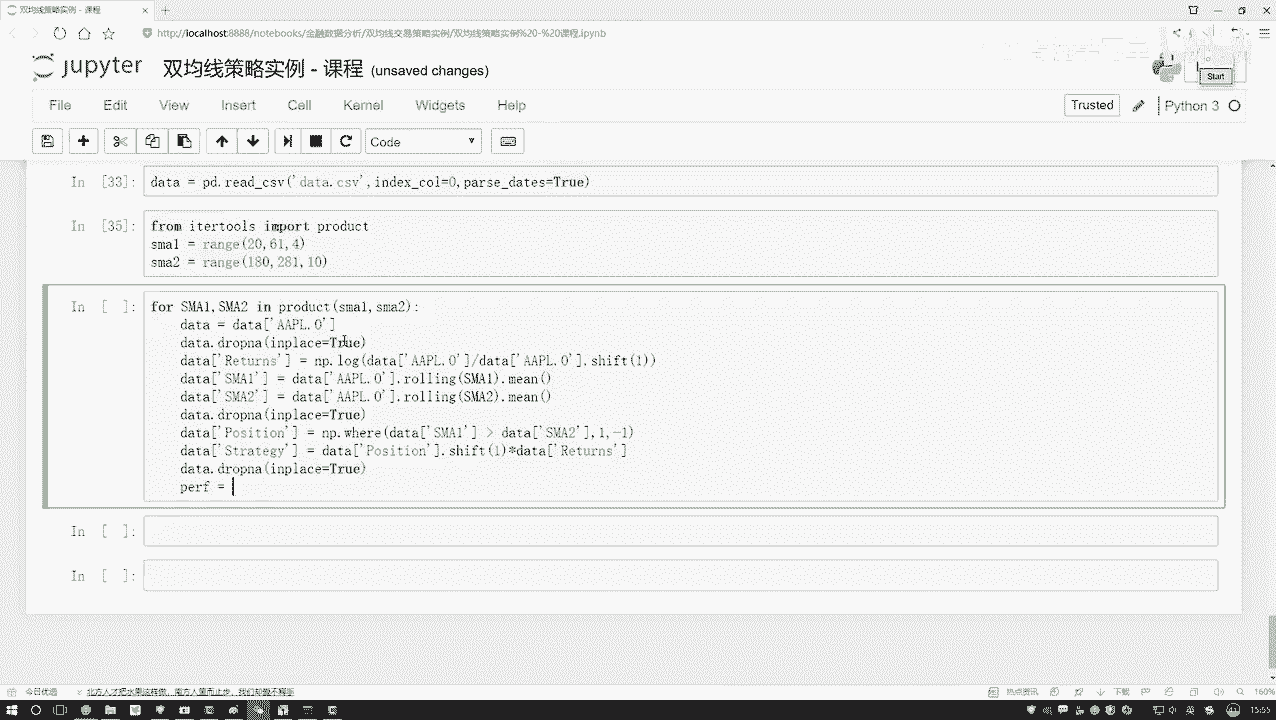 双均线策略实例 - 课程
http://localhost:8888/notebooks/金融数据分析/双均线交易策略实例/双均线策略实例%20-%20课程.ipynb
jupyter 双均线策略实例 - 课程 (unsaved changes)
Start
File Edit View Insert Cell Kernel Widgets Help
Trusted Python 3
Code
In [33]: data = pd.read_csv('data.csv',index_col=0,parse_dates=True)
In [35]: from itertools import product
sma1 = range(20,61,4)
sma2 = range(180,281,10)
In [ ]: for SMA1,SMA2 in product(sma1,sma2):
data = data['AAPL.O']
data.dropna(inplace=True)
data['Returns'] = np.log(data['AAPL.O']/data['AAPL.O'].shift(1))
data['SMA1'] = data['AAPL.O'].rolling(SMA1).mean()
data['SMA2'] = data['AAPL.O'].rolling(SMA2).mean()
data.dropna(inplace=True)
data['Position'] = np.where(data['SMA1'] > data['SMA2'],1,-1)
data['Strategy'] = data['Position'].shift(1)*data['Returns']
data.dropna(inplace=True)
perf =
In [ ]:
In [ ]:
今日优选
热点资讯
下载
160%
15:55